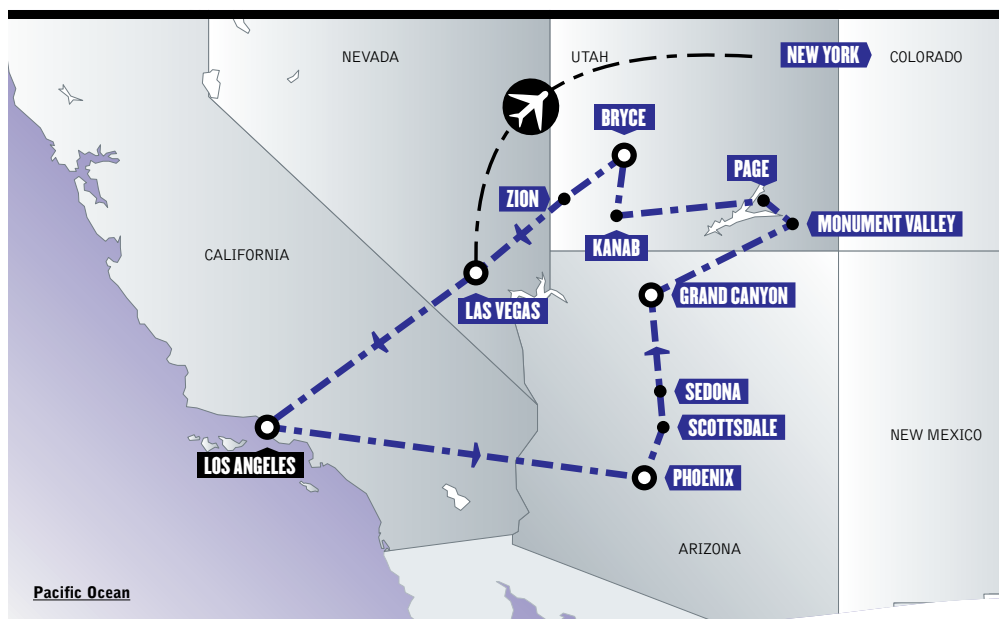 NEVADA
UTAH
NEW YORK
COLORADO
BRYCE
PAGE
ZION
MONUMENT VALLEY
KANAB
CALIFORNIA
GRAND CANYON
LAS VEGAS
SEDONA
SCOTTSDALE
NEW MEXICO
LOS ANGELES
PHOENIX
ARIZONA
Pacific Ocean